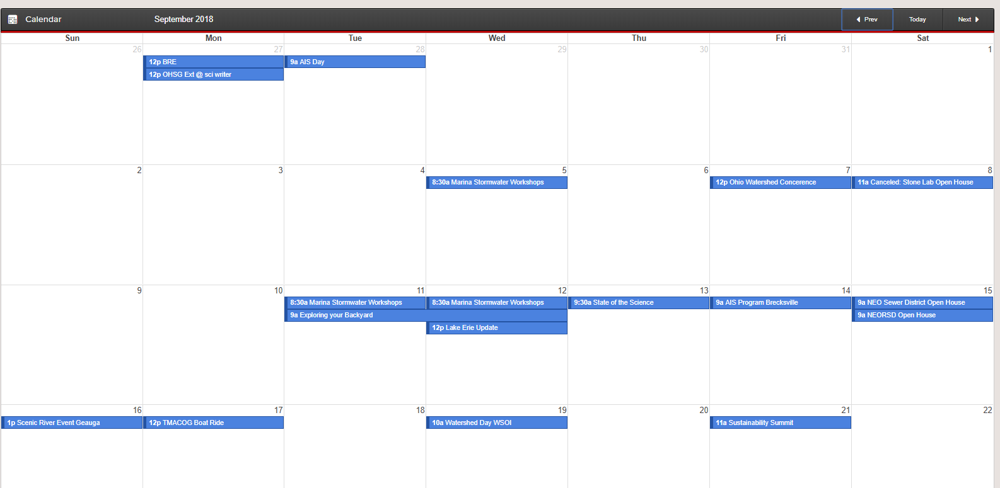 Calendar
September 2018
Prev
Today
Next
Sun Mon Tue Wed Thu Fri Sat
26 27 28 29 30 31 1
12p BRE
9a AIS Day
12p OHSG Ext @ sci writer
2 3 4 5 6 7 8
8:30a Marina Stormwater Workshops
12p Ohio Watershed Concerence
11a Canceled: Stone Lab Open House
9 10 11 12 13 14 15
8:30a Marina Stormwater Workshops
8:30a Marina Stormwater Workshops
9:30a State of the Science
9a AIS Program Brecksville
9a NEO Sewer District Open House
9a Exploring your Backyard
9a NEORSD Open House
12p Lake Erie Update
16 17 18 19 20 21 22
1p Scenic River Event Geauga
12p TMACOG Boat Ride
10a Watershed Day WSOI
11a Sustainability Summit